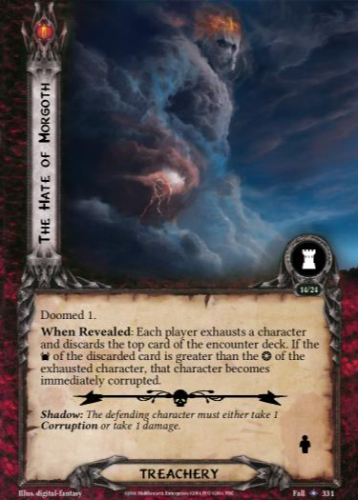 THE HATE OF MORGOTH
14/24
Doomed 1.
When Revealed: Each player exhausts a character
and discards the top card of the encounter deck. If the
of the discarded card is greater than the of the
exhausted character, that character becomes
immediately corrupted.
Shadow: The defending character must either take 1
Corruption or take 1 damage.
TREACHERY
Illus. digital-fantasy
Fall
331